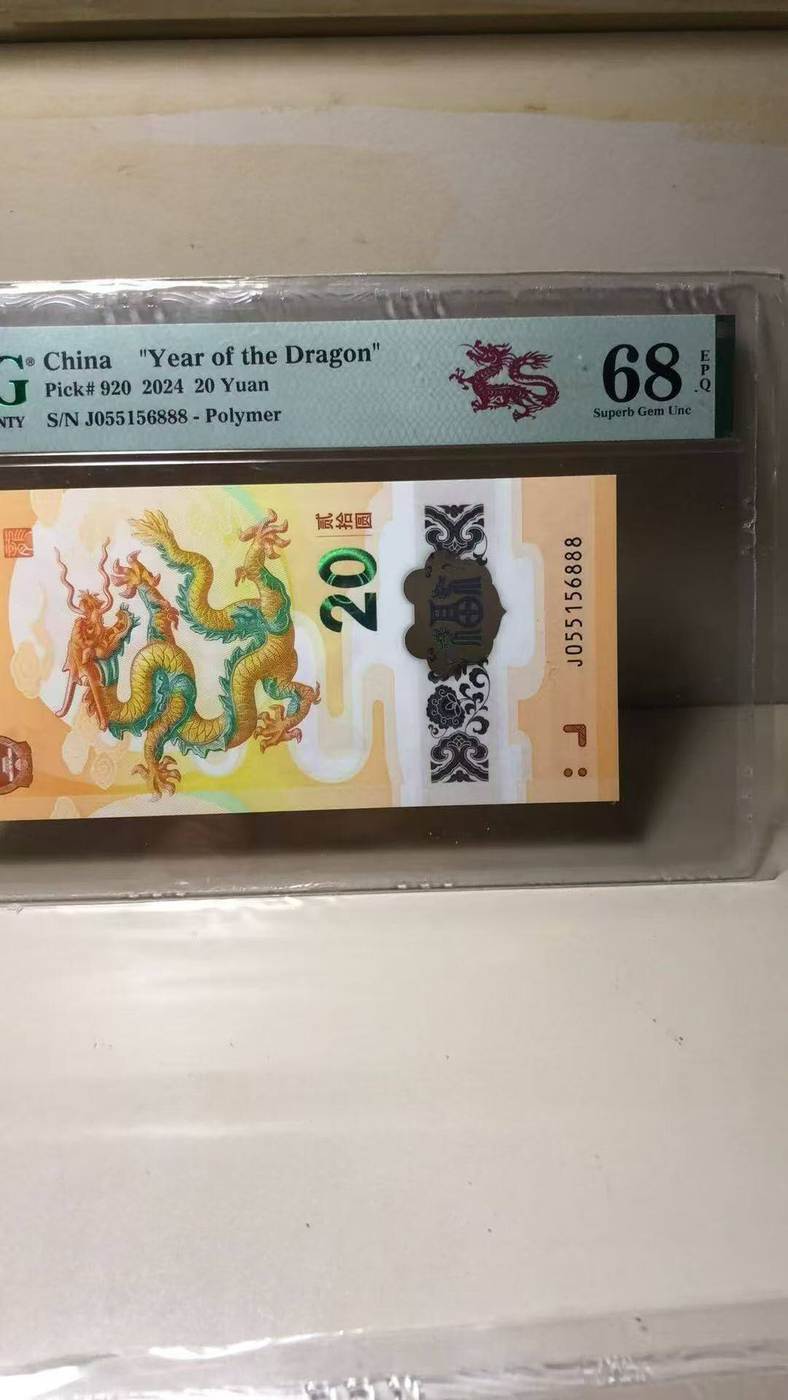 G® China "Year of the Dragon"
Pick# 920 2024 20 Yuan
NTY S/N J055156888 - Polymer
68 EPQ
Superb Gem Unc
贰拾圆
20
J055156888